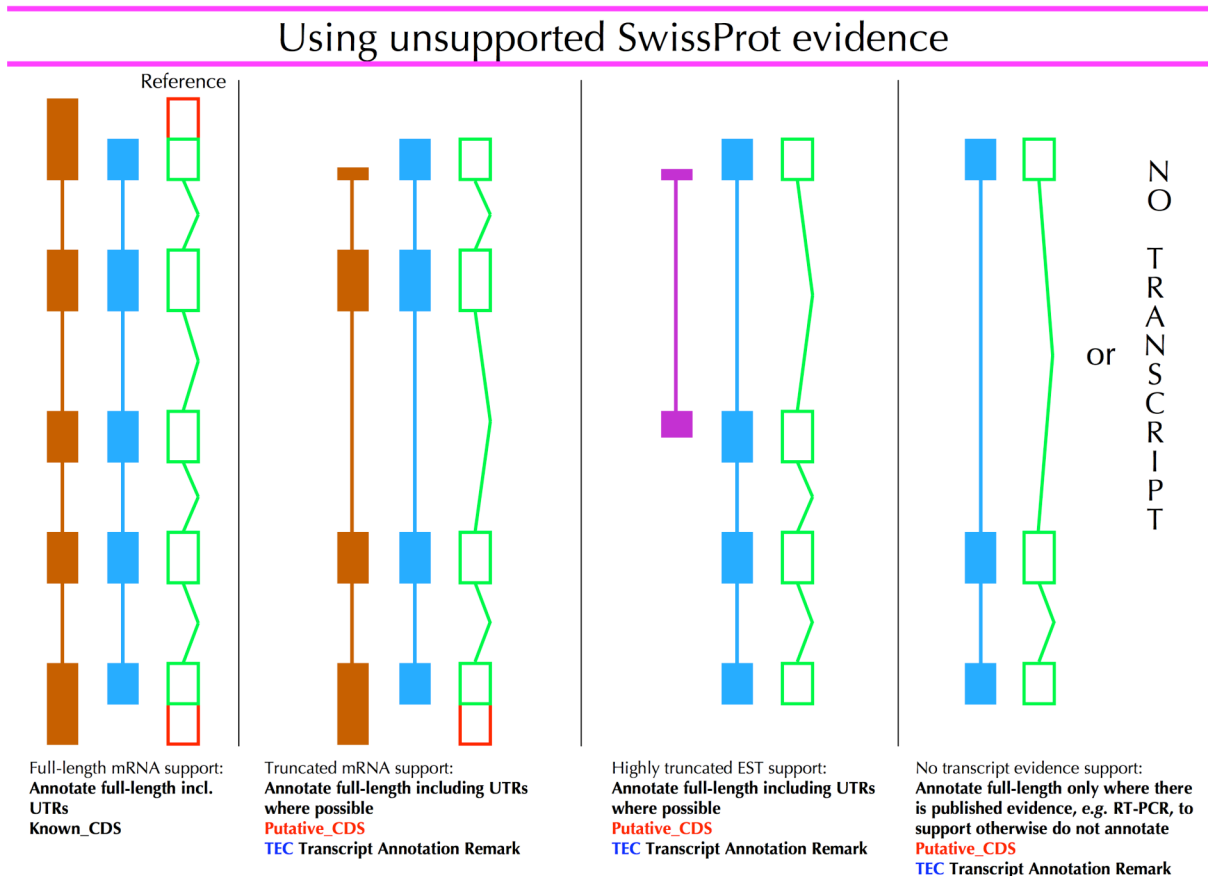 Using unsupported SwissProt evidence
Reference
NO TRANSCRIPT
or
Full-length mRNA support:
Annotate full-length incl.
UTRs
Known_CDS
Truncated mRNA support:
Annotate full-length including UTRs
where possible
Putative_CDS
TEC Transcript Annotation Remark
Highly truncated EST support:
Annotate full-length including UTRs
where possible
Putative_CDS
TEC Transcript Annotation Remark
No transcript evidence support:
Annotate full-length only where there
is published evidence, e.g. RT-PCR, to
support otherwise do not annotate
Putative_CDS
TEC Transcript Annotation Remark